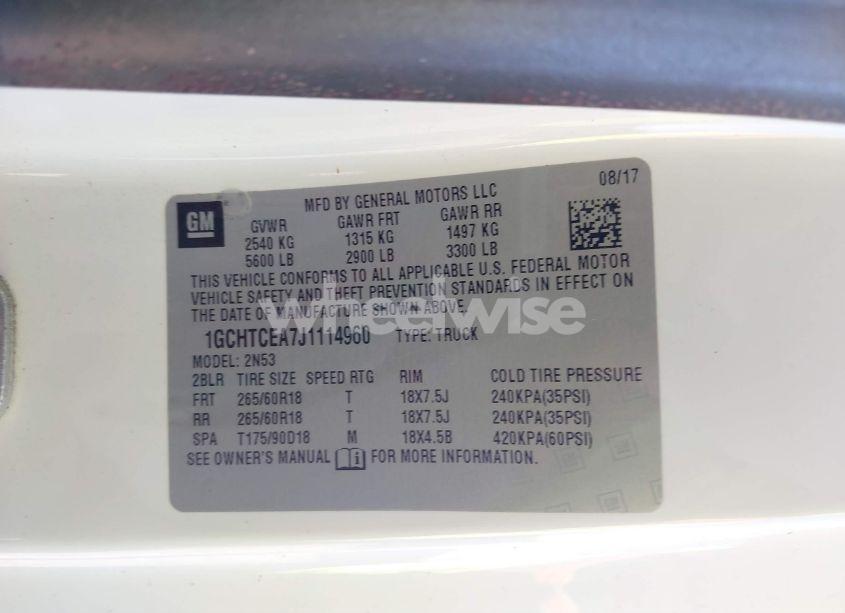 GM
MFD BY GENERAL MOTORS LLC 08/17
GVWR GAWR FRT GAWR RR
2540 KG 1315 KG 1497 KG
5600 LB 2900 LB 3300 LB
THIS VEHICLE CONFORMS TO ALL APPLICABLE U.S. FEDERAL MOTOR
VEHICLE SAFETY AND THEFT PREVENTION STANDARDS IN EFFECT ON
THE DATE OF MANUFACTURE SHOWN ABOVE.
wheelwise
1GCHTCEA7J1114960 TYPE: TRUCK
MODEL: 2N53
2BLR TIRE SIZE SPEED RTG RIM COLD TIRE PRESSURE
FRT 265/60R18 T 18X7.5J 240KPA(35PSI)
RR 265/60R18 T 18X7.5J 240KPA(35PSI)
SPA T175/90D18 M 18X4.5B 420KPA(60PSI)
SEE OWNER'S MANUAL FOR MORE INFORMATION.